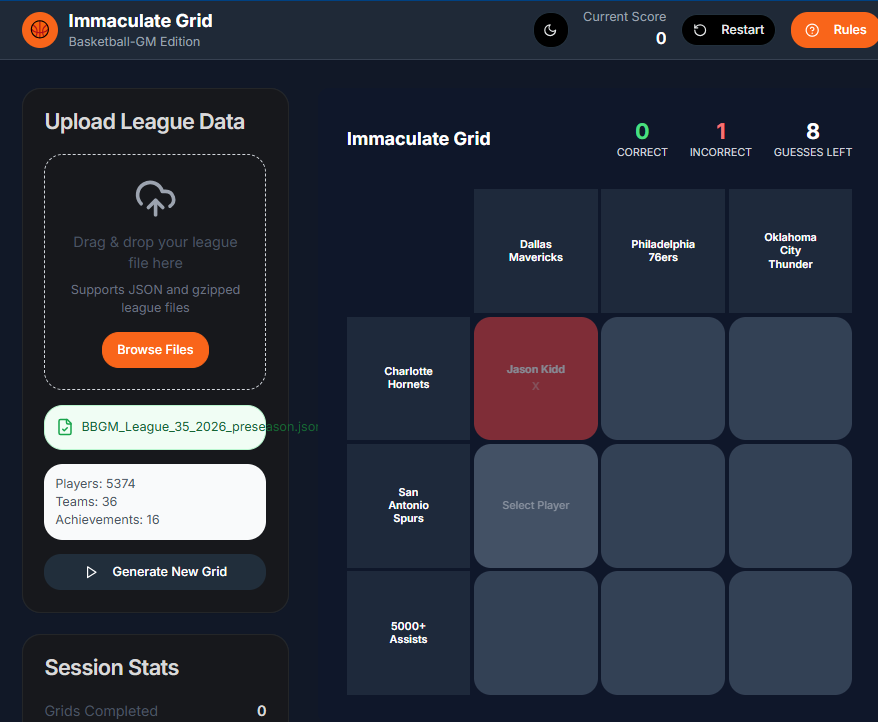 Immaculate Grid
Basketball-GM Edition
Current Score
0
Restart
Rules
Upload League Data
Drag & drop your league
file here
Supports JSON and gzipped
league files
Browse Files
BBGM_League_35_2026_preseason.json
Players: 5374
Teams: 36
Achievements: 16
Generate New Grid
Session Stats
Grids Completed
0
Immaculate Grid
0
CORRECT
1
INCORRECT
8
GUESSES LEFT
Dallas
Mavericks
Philadelphia
76ers
Oklahoma
City
Thunder
Charlotte
Hornets
Jason Kidd
X
San
Antonio
Spurs
Select Player
5000+
Assists